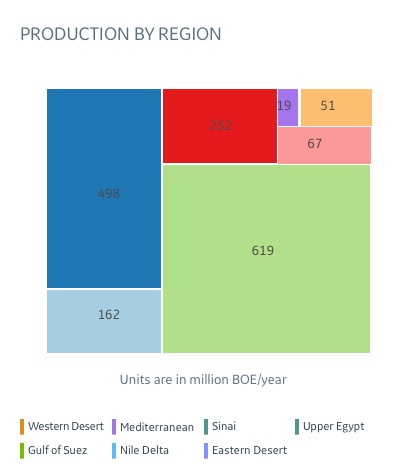 PRODUCTION BY REGION
19 51
252
67
498
619
162
Units are in million BOE/year
Western Desert Mediterranean Sinai Upper Egypt
Gulf of Suez Nile Delta Eastern Desert